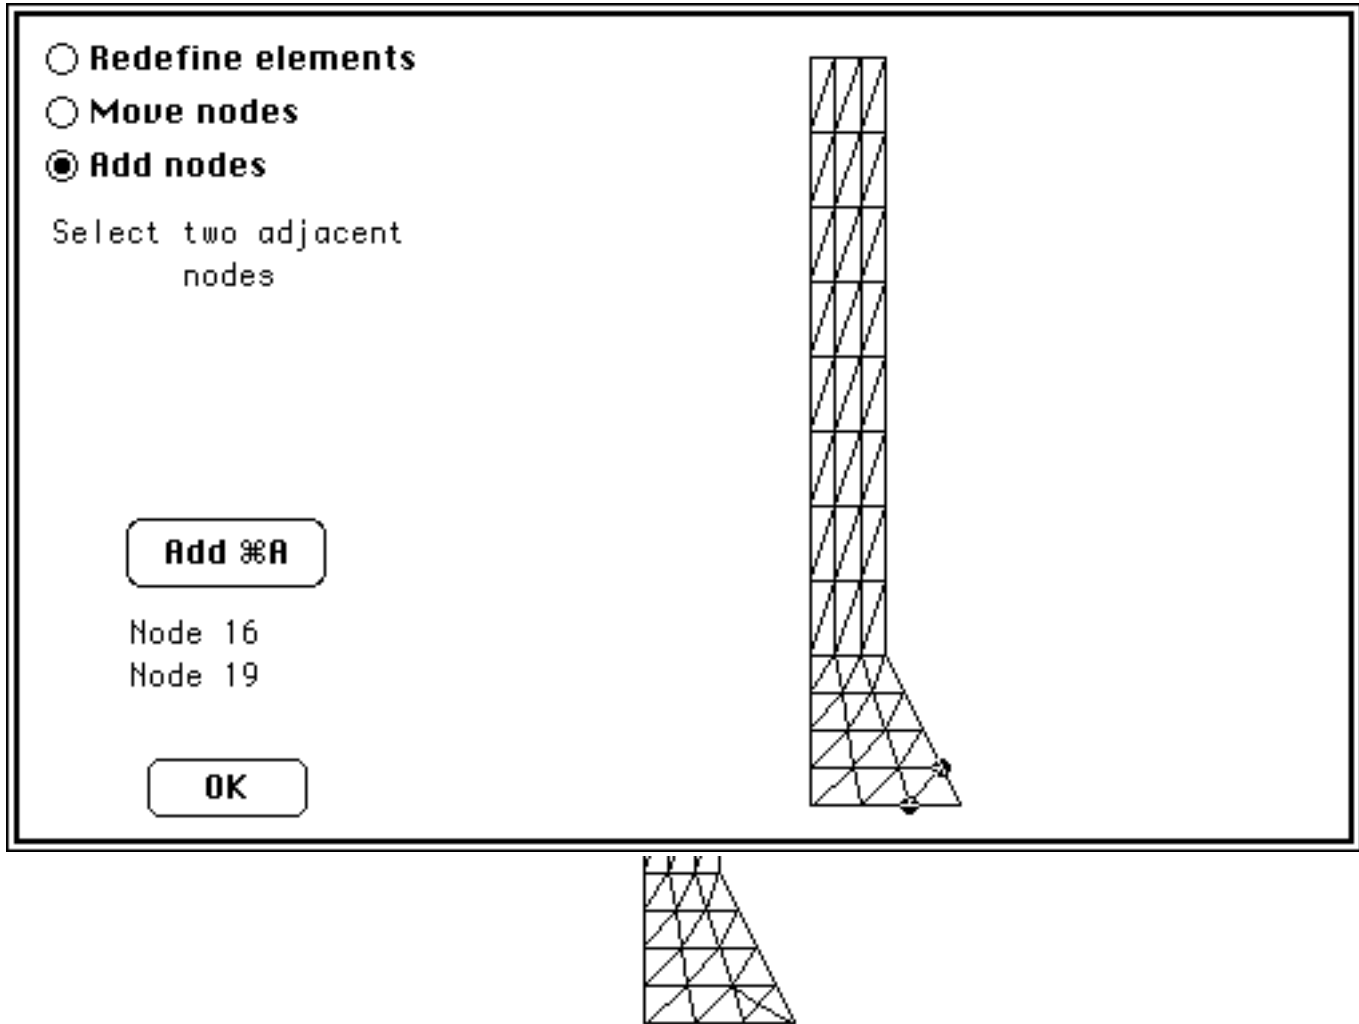 Redefine elements
Move nodes
Add nodes
Select two adjacent
nodes
Add ⌘A
Node 16
Node 19
OK